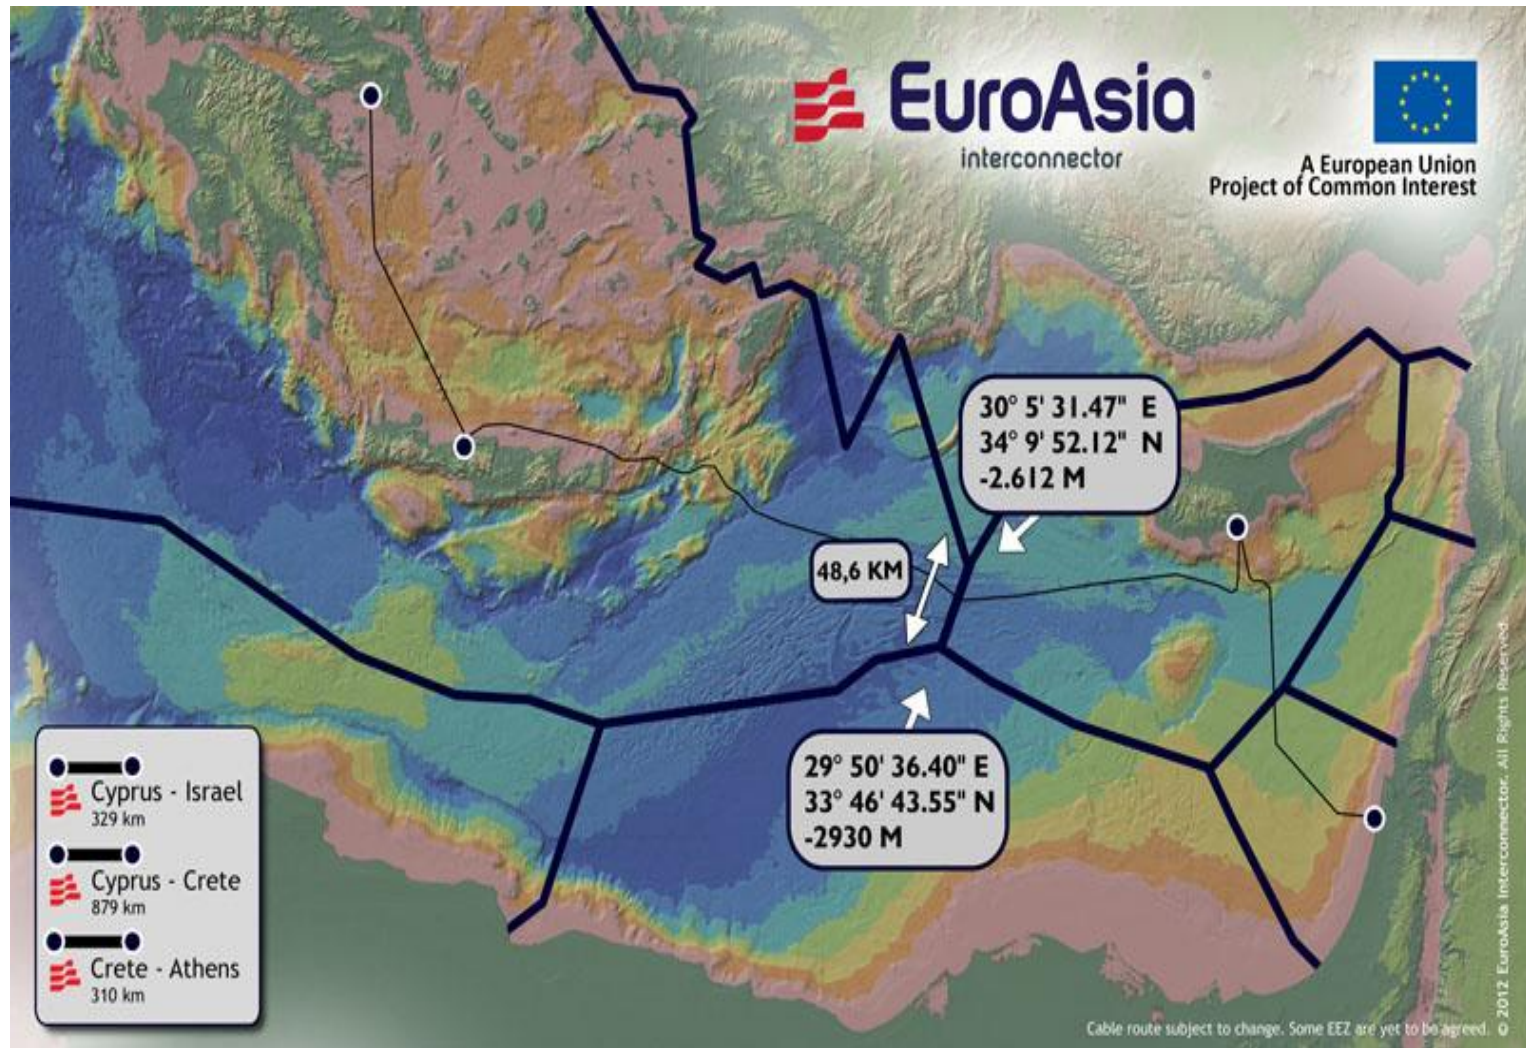 EuroAsia
interconnector
A European Union
Project of Common Interest
30° 5' 31.47" E
34° 9' 52.12" N
-2.612 M
48,6 KM
29° 50' 36.40" E
33° 46' 43.55" N
-2930 M
Cyprus - Israel
329 km
Cyprus - Crete
879 km
Crete - Athens
310 km
Cable route subject to change. Some EEZ are yet to be agreed.
© 2012 EuroAsia Interconnector. All Rights Reserved.